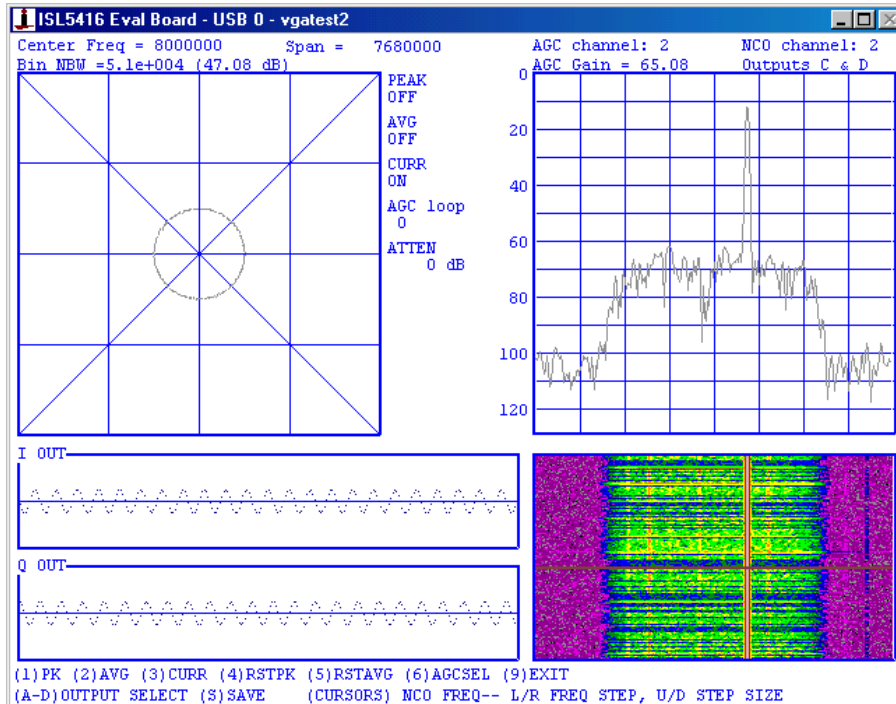 ISL5416 Eval Board - USB 0 - vgatest2
Center Freq = 8000000 Span = 7680000
Bin NBW =5.1e+004 (47.08 dB)
AGC channel: 2 NCO channel: 2
AGC Gain = 65.08 Outputs C & D
PEAK
OFF
AVG
OFF
CURR
ON
AGC loop
0
ATTEN
0 dB
0
20
40
60
80
100
120
I OUT
Q OUT
(1)PK (2)AVG (3)CURR (4)RSTPK (5)RSTAVG (6)AGCSEL (9)EXIT
(A-D)OUTPUT SELECT (S)SAVE (CURSORS) NCO FREQ-- L/R FREQ STEP, U/D STEP SIZE